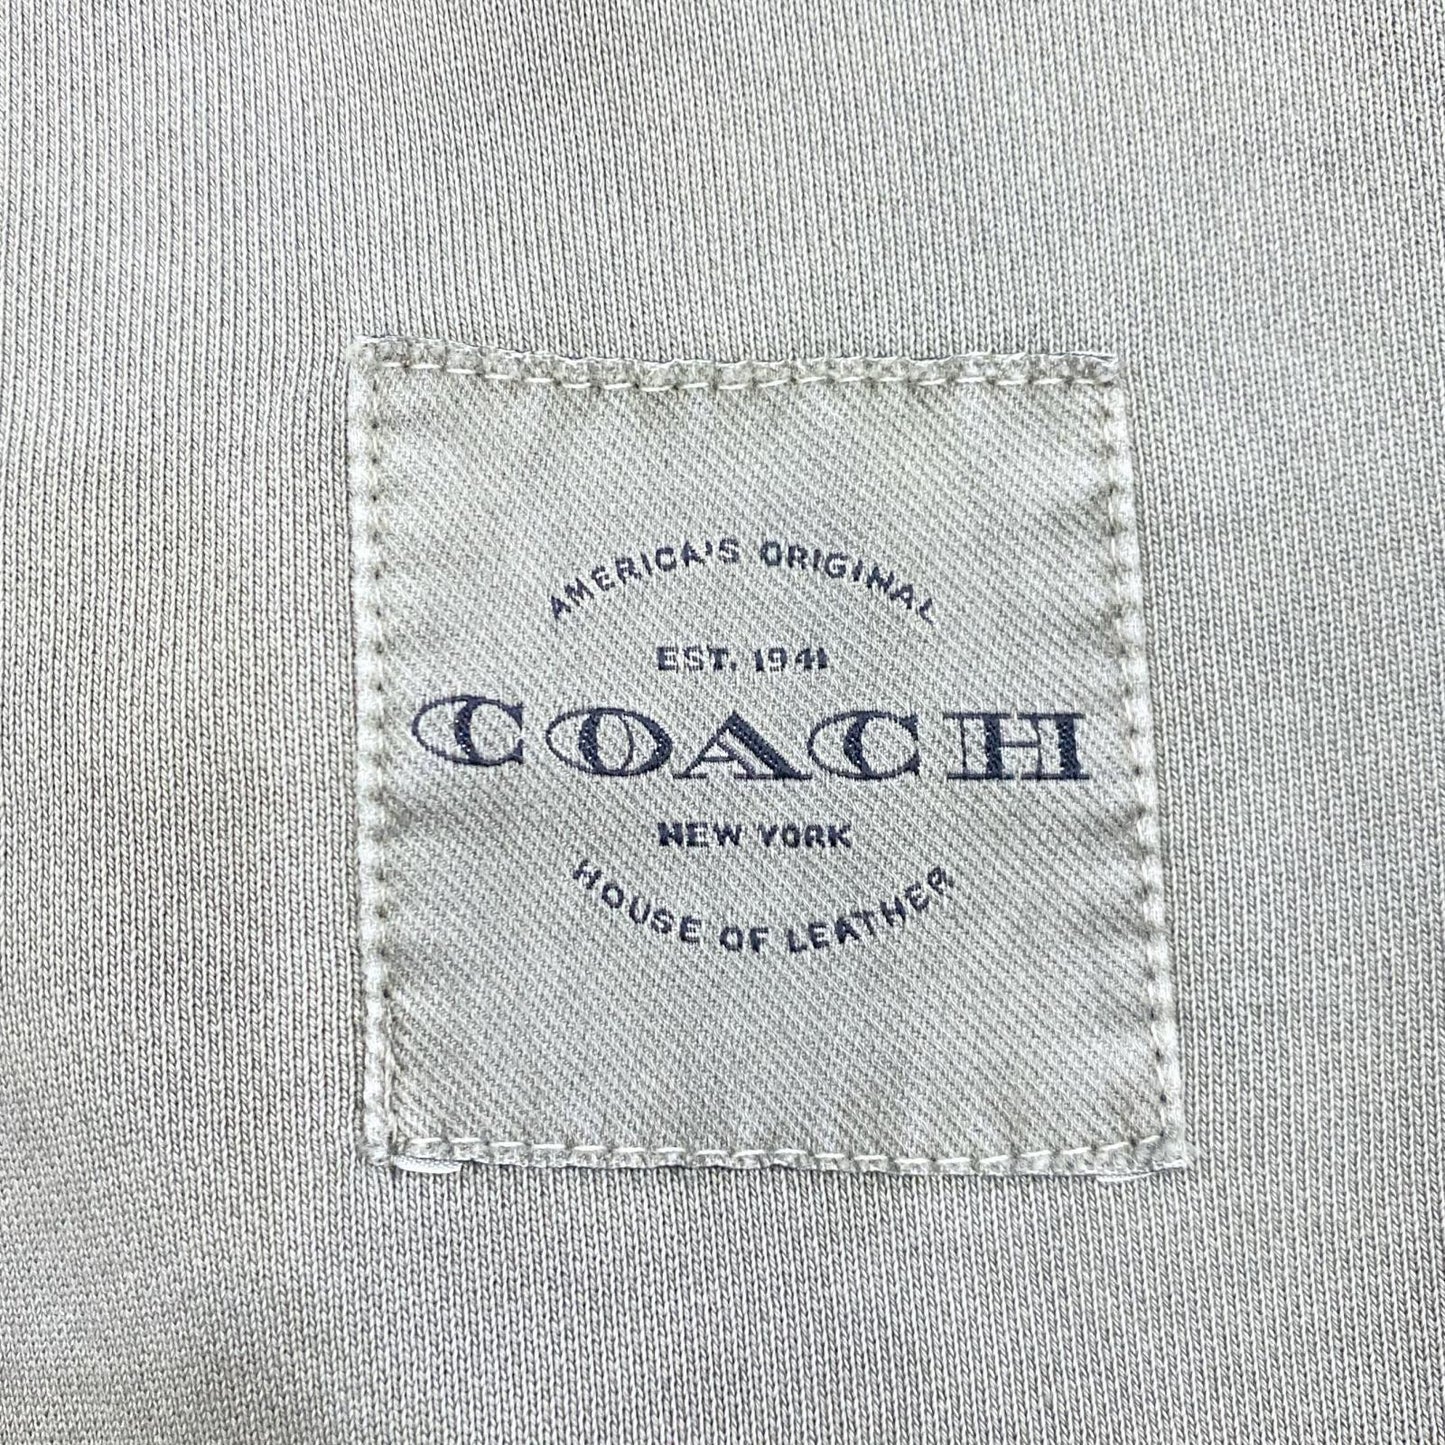 AMERICA'S ORIGINAL
EST. 1941
COACH
NEW YORK
HOUSE OF LEATHER